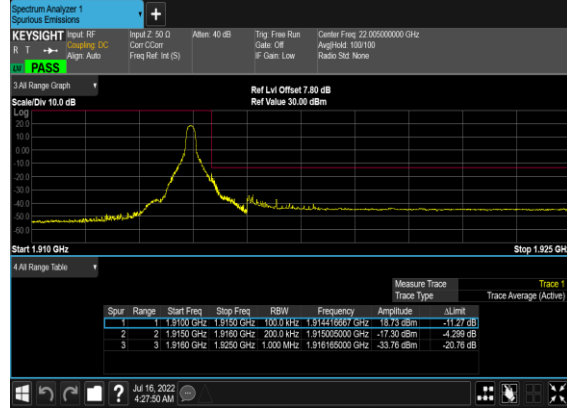 Spectrum Analyzer 1
Spurious Emissions
KEYSIGHT Input: RF Input Z: 50 Ω Atten: 40 dB Trig: Free Run Center Freq: 22.005000000 GHz
R T Coupling: DC Corr CCorr Gate: Off Avg|Hold: 100/100
Align: Auto Freq Ref: Int (S) IF Gain: Low Radio Std: None
PASS
3 All Range Graph
Ref Lvl Offset 7.80 dB
Scale/Div 10.0 dB Ref Value 30.00 dBm
Log
20.0
10.0
0.00
-10.0
-20.0
-30.0
-40.0
-50.0
-60.0
Start 1.910 GHz Stop 1.925 GH
4 All Range Table
Measure Trace Trace 1
Trace Type Trace Average (Active)
Spur Range Start Freq Stop Freq RBW Frequency Amplitude ΔLimit
1 1 1.9100 GHz 1.9150 GHz 100.0 kHz 1.914416667 GHz 18.73 dBm -11.27 dB
2 2 1.9150 GHz 1.9160 GHz 200.0 kHz 1.915005000 GHz -17.30 dBm -4.299 dB
3 3 1.9160 GHz 1.9250 GHz 1.000 MHz 1.916165000 GHz -33.76 dBm -20.76 dB
? Jul 16, 2022
4:27:50 AM